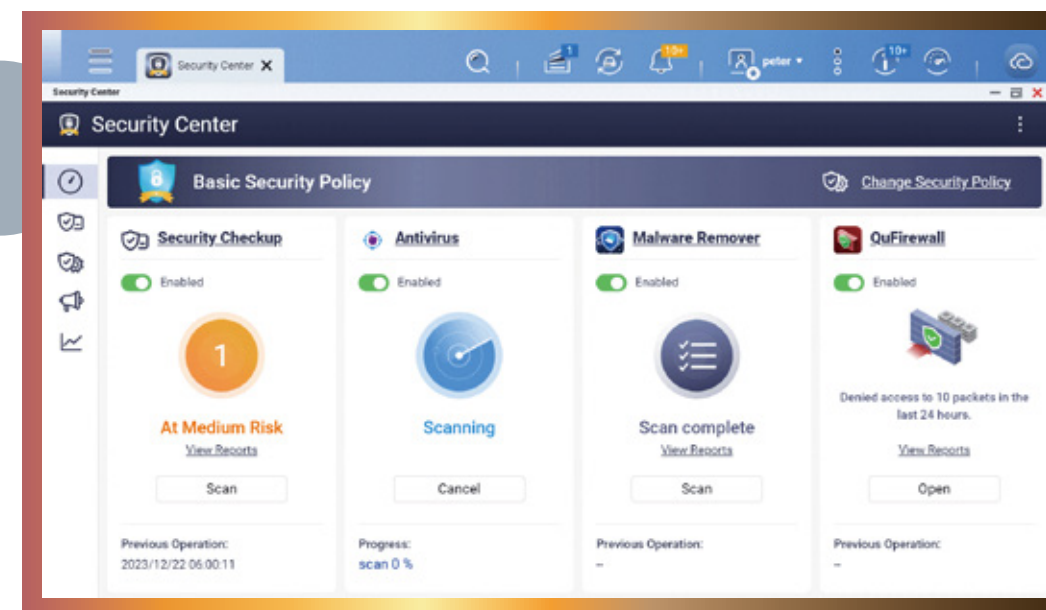 Security Center X
1
10+
peter
10+
Security Center
Security Center
Basic Security Policy
Change Security Policy
Security Checkup
Enabled
1
At Medium Risk
View Reports
Scan
Previous Operation:
2023/12/22 06:00:11
Antivirus
Enabled
Scanning
Cancel
Progress:
scan 0 %
Malware Remover
Enabled
Scan complete
View Reports
Scan
Previous Operation:
–
QuFirewall
Enabled
Denied access to 10 packets in the
last 24 hours.
View Reports
Open
Previous Operation:
–